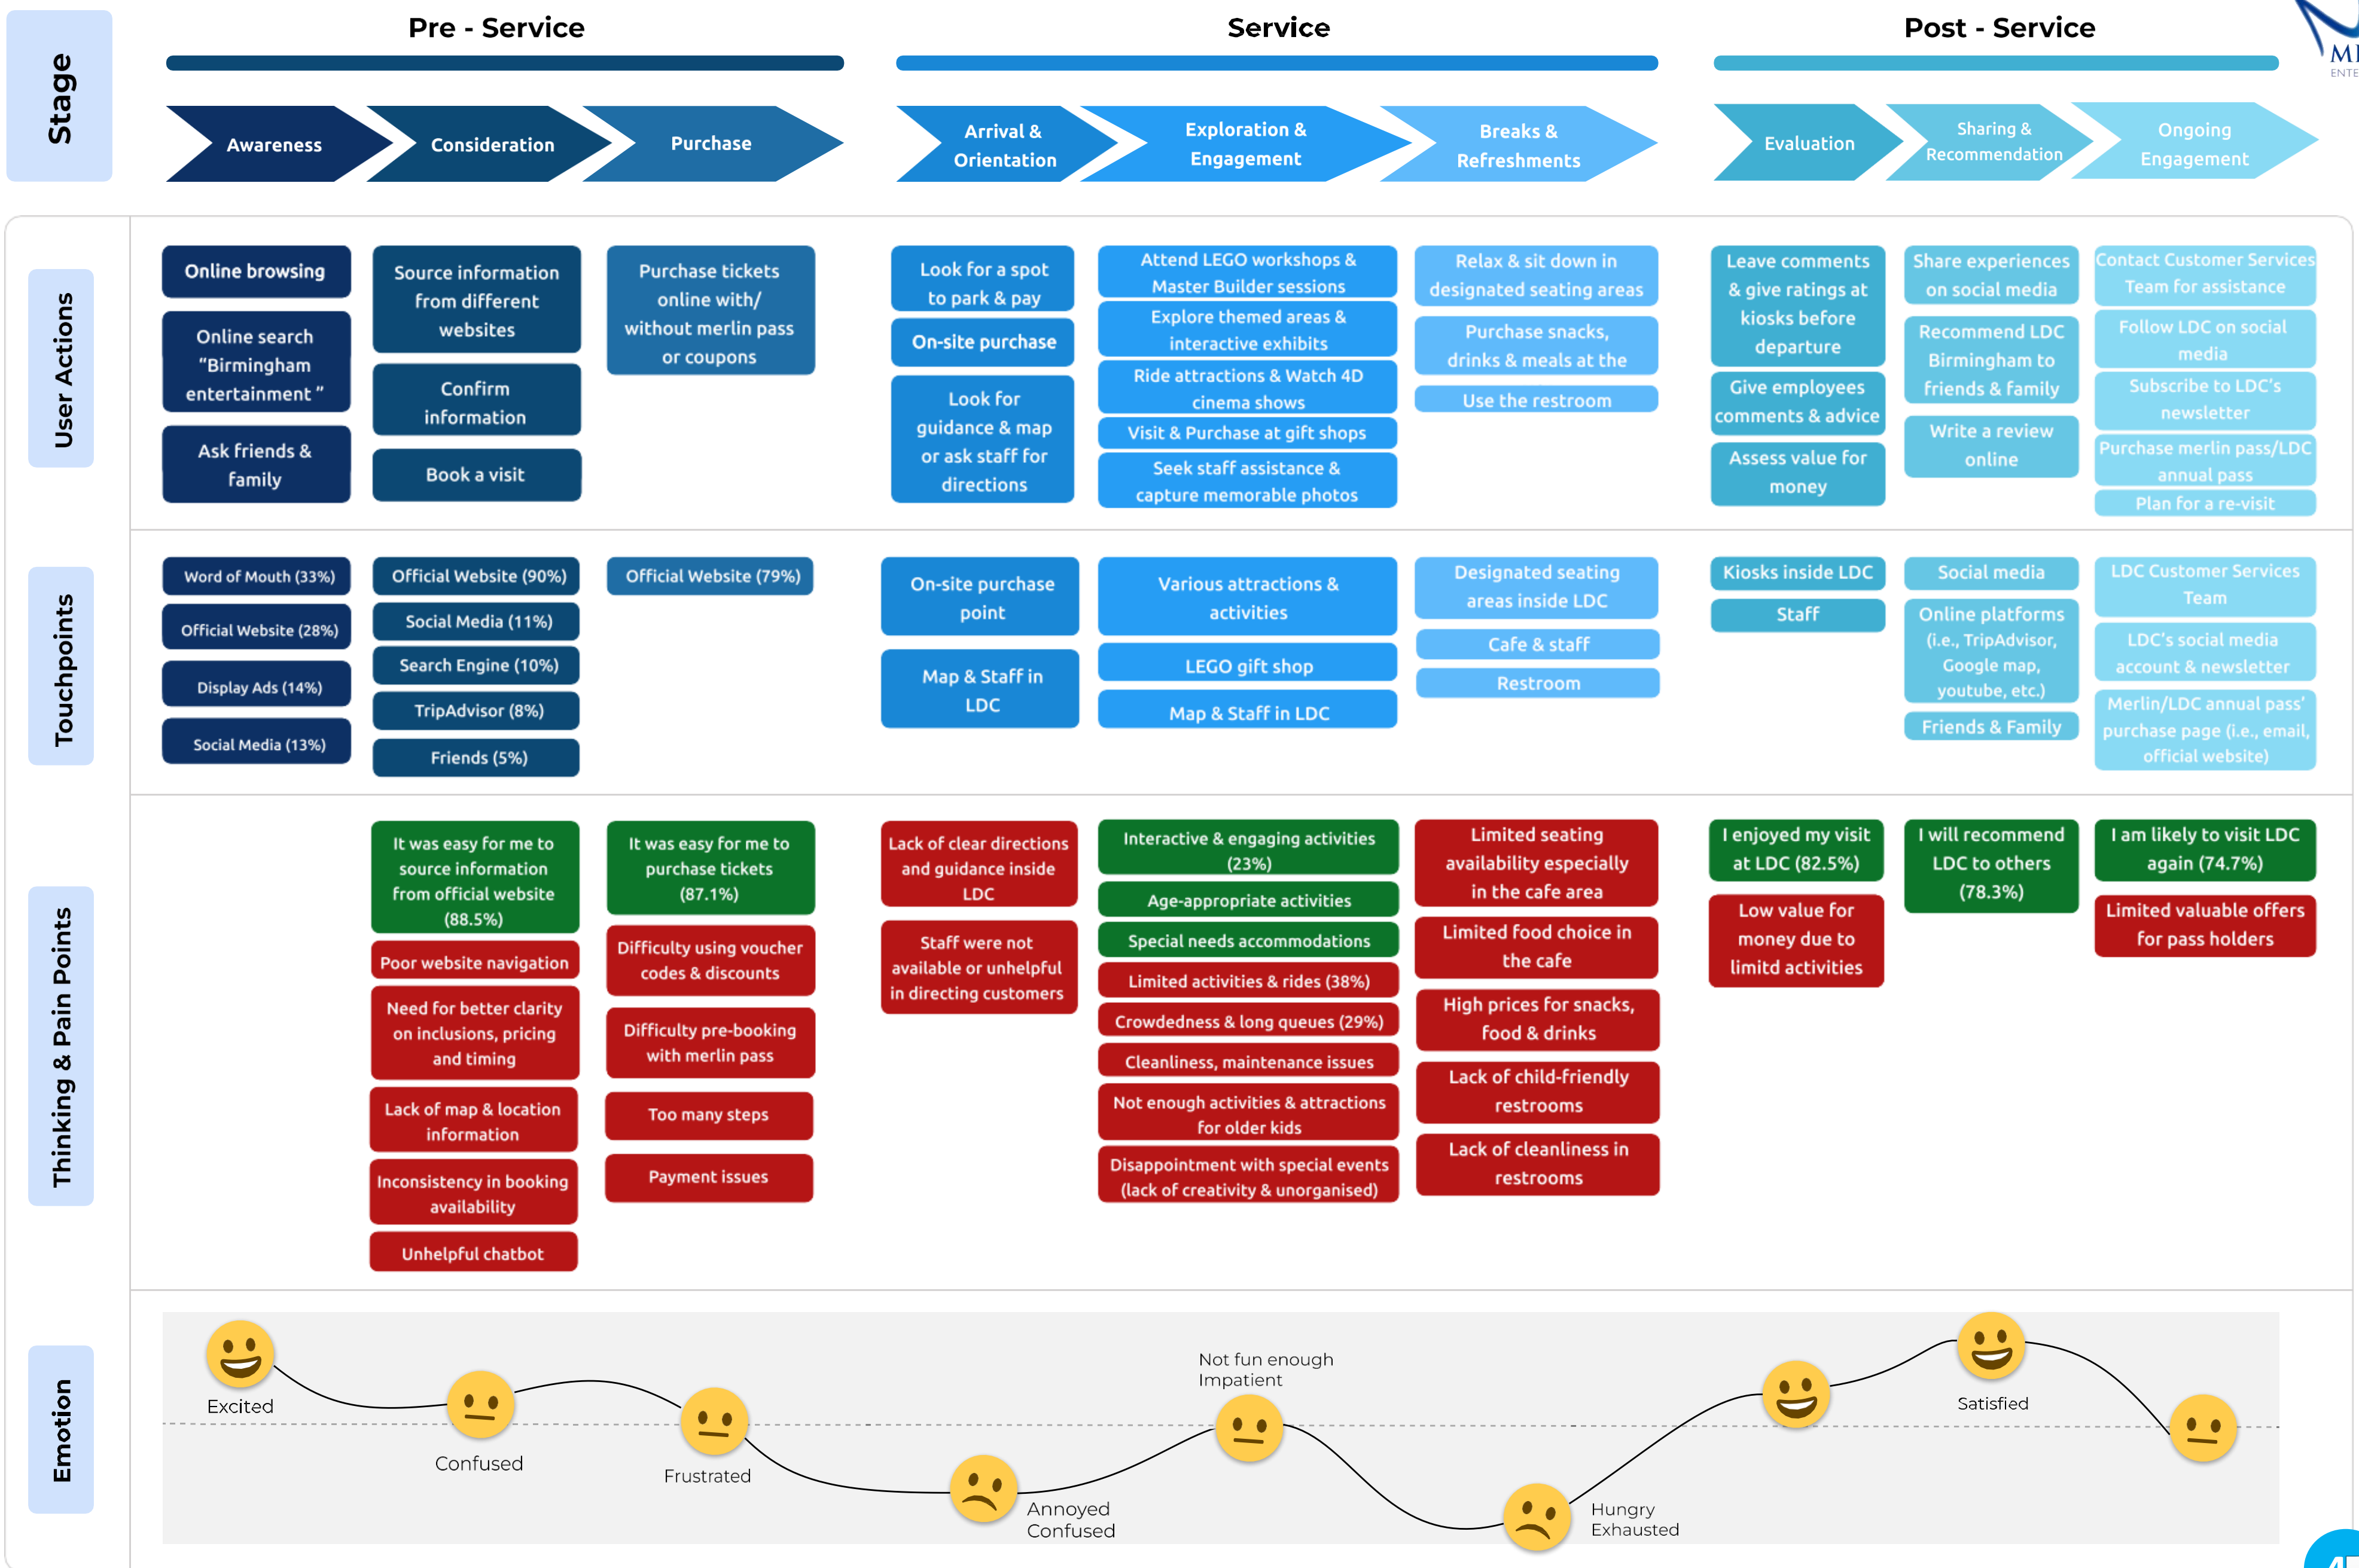 Pre - Service
Service
Post - Service
Stage
Awareness
Consideration
Purchase
Arrival &
Orientation
Exploration &
Engagement
Breaks &
Refreshments
Evaluation
Sharing &
Recommendation
Ongoing
Engagement
User Actions
Online browsing
Online search
“Birmingham
entertainment ”
Ask friends &
family
Source information
from different
websites
Confirm
information
Book a visit
Purchase tickets
online with/
without merlin pass
or coupons
Look for a spot
to park & pay
On-site purchase
Look for
guidance & map
or ask staff for
directions
Attend LEGO workshops &
Master Builder sessions
Explore themed areas &
interactive exhibits
Ride attractions & Watch 4D
cinema shows
Visit & Purchase at gift shops
Seek staff assistance &
capture memorable photos
Relax & sit down in
designated seating areas
Purchase snacks,
drinks & meals at the
Use the restroom
Leave comments
& give ratings at
kiosks before
departure
Give employees
comments & advice
Assess value for
money
Share experiences
on social media
Recommend LDC
Birmingham to
friends & family
Write a review
online
Contact Customer Services
Team for assistance
Follow LDC on social
media
Subscribe to LDC’s
newsletter
Purchase merlin pass/LDC
annual pass
Plan for a re-visit
Touchpoints
Word of Mouth (33%)
Official Website (28%)
Display Ads (14%)
Social Media (13%)
Official Website (90%)
Social Media (11%)
Search Engine (10%)
TripAdvisor (8%)
Friends (5%)
Official Website (79%)
On-site purchase
point
Map & Staff in
LDC
Various attractions &
activities
LEGO gift shop
Map & Staff in LDC
Designated seating
areas inside LDC
Cafe & staff
Restroom
Kiosks inside LDC
Staff
Social media
Online platforms
(i.e., TripAdvisor,
Google map,
youtube, etc.)
Friends & Family
LDC Customer Services
Team
LDC’s social media
account & newsletter
Merlin/LDC annual pass’
purchase page (i.e., email,
official website)
Thinking & Pain Points
It was easy for me to
source information
from official website
(88.5%)
Poor website navigation
Need for better clarity
on inclusions, pricing
and timing
Lack of map & location
information
Inconsistency in booking
availability
Unhelpful chatbot
It was easy for me to
purchase tickets
(87.1%)
Difficulty using voucher
codes & discounts
Difficulty pre-booking
with merlin pass
Too many steps
Payment issues
Lack of clear directions
and guidance inside
LDC
Staff were not
available or unhelpful
in directing customers
Interactive & engaging activities
(23%)
Age-appropriate activities
Special needs accommodations
Limited activities & rides (38%)
Crowdedness & long queues (29%)
Cleanliness, maintenance issues
Not enough activities & attractions
for older kids
Disappointment with special events
(lack of creativity & unorganised)
Limited seating
availability especially
in the cafe area
Limited food choice in
the cafe
High prices for snacks,
food & drinks
Lack of child-friendly
restrooms
Lack of cleanliness in
restrooms
I enjoyed my visit
at LDC (82.5%)
Low value for
money due to
limitd activities
I will recommend
LDC to others
(78.3%)
I am likely to visit LDC
again (74.7%)
Limited valuable offers
for pass holders
Emotion
Excited
Confused
Frustrated
Annoyed
Confused
Not fun enough
Impatient
Hungry
Exhausted
Satisfied